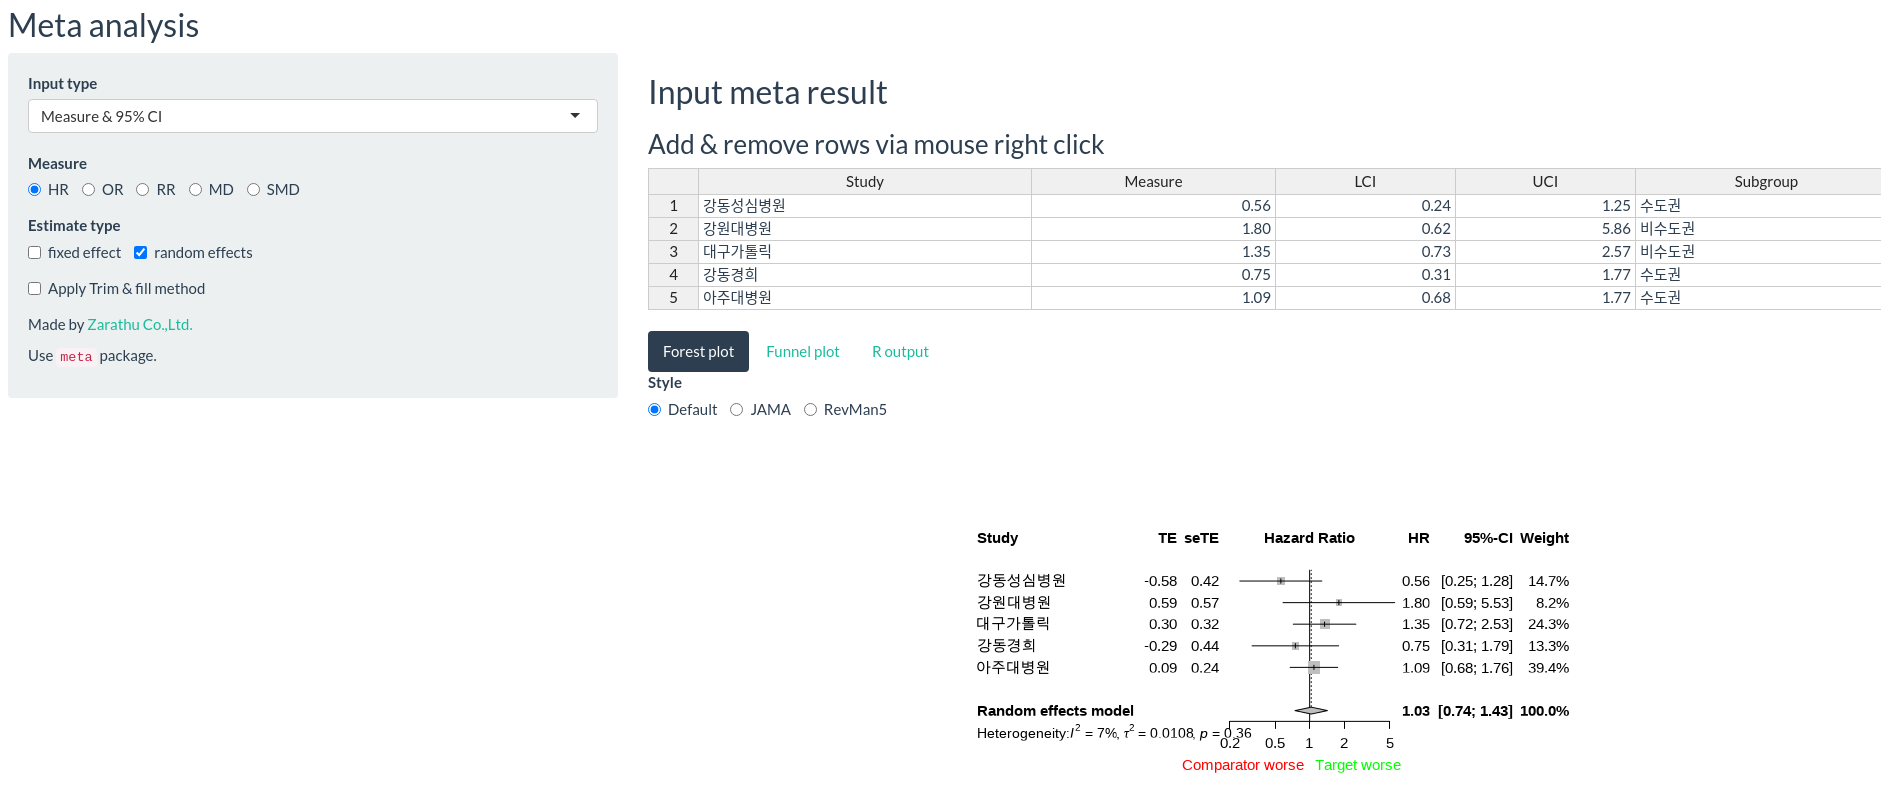 Meta analysis
Input type
Measure & 95% CI
Measure
HR OR RR MD SMD
Estimate type
fixed effect random effects
Apply Trim & fill method
Made by Zarathu Co.,Ltd.
Use meta package.
Input meta result
Add & remove rows via mouse right click
Study Measure LCI UCI Subgroup
1 강동성심병원 0.56 0.24 1.25 수도권
2 강원대병원 1.80 0.62 5.86 비수도권
3 대구가톨릭 1.35 0.73 2.57 비수도권
4 강동경희 0.75 0.31 1.77 수도권
5 아주대병원 1.09 0.68 1.77 수도권
Forest plot Funnel plot R output
Style
Default JAMA RevMan5
Study TE seTE Hazard Ratio HR 95%-CI Weight
강동성심병원 -0.58 0.42 0.56 [0.25; 1.28] 14.7%
강원대병원 0.59 0.57 1.80 [0.59; 5.53] 8.2%
대구가톨릭 0.30 0.32 1.35 [0.72; 2.53] 24.3%
강동경희 -0.29 0.44 0.75 [0.31; 1.79] 13.3%
아주대병원 0.09 0.24 1.09 [0.68; 1.76] 39.4%
Random effects model 1.03 [0.74; 1.43] 100.0%
Heterogeneity: I² = 7%, τ² = 0.0108, p = 0.36
0.2 0.5 1 2 5
Comparator worse Target worse